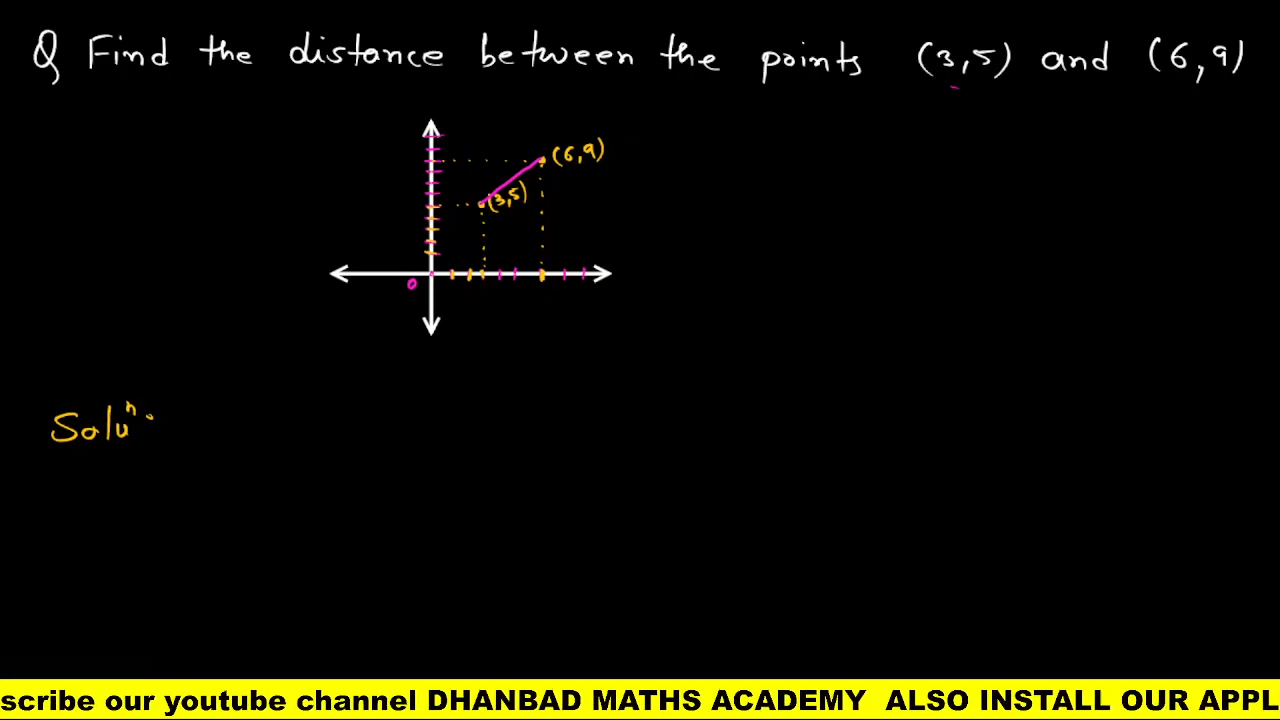 Q Find the distance between the points (3,5) and (6,9)
(6,9)
(3,5)
0
Soluⁿ.
scribe our youtube channel DHANBAD MATHS ACADEMY ALSO INSTALL OUR APPL